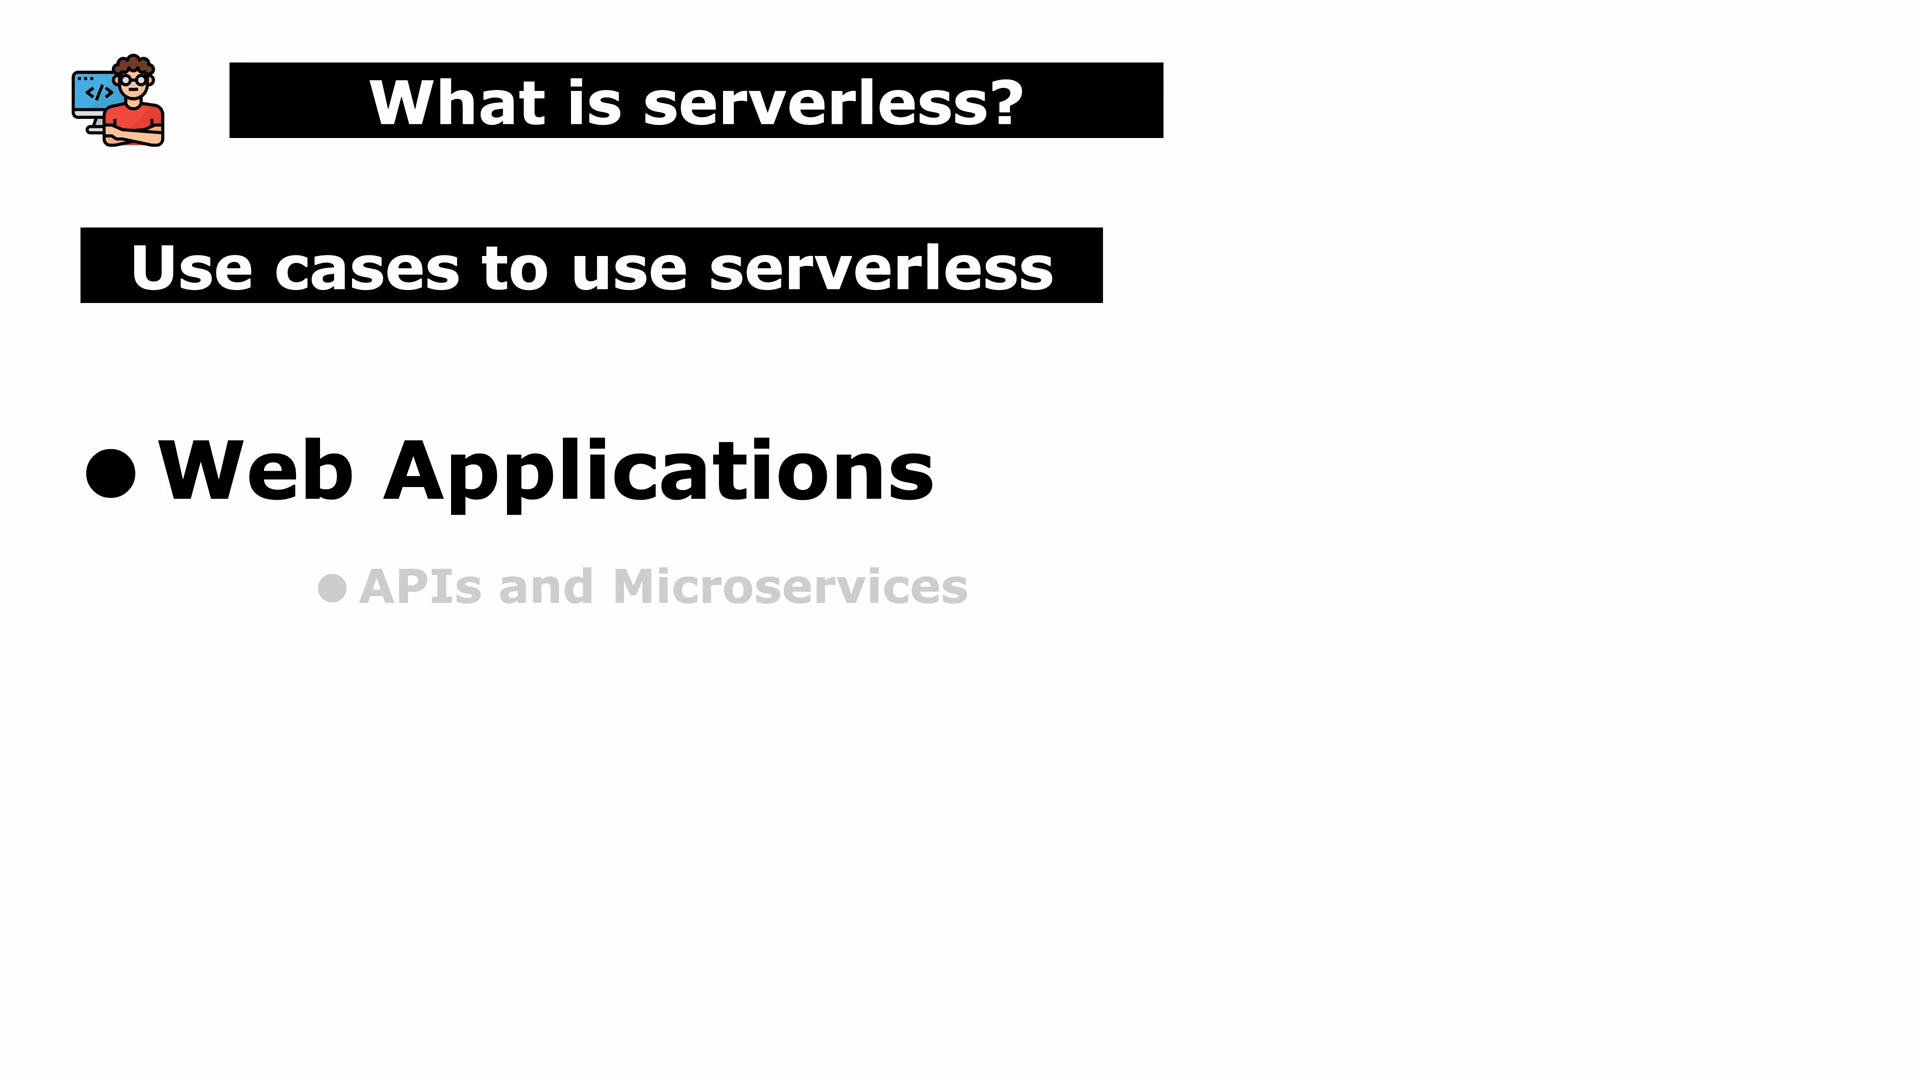 </>
What is serverless?
Use cases to use serverless
● Web Applications
● APIs and Microservices